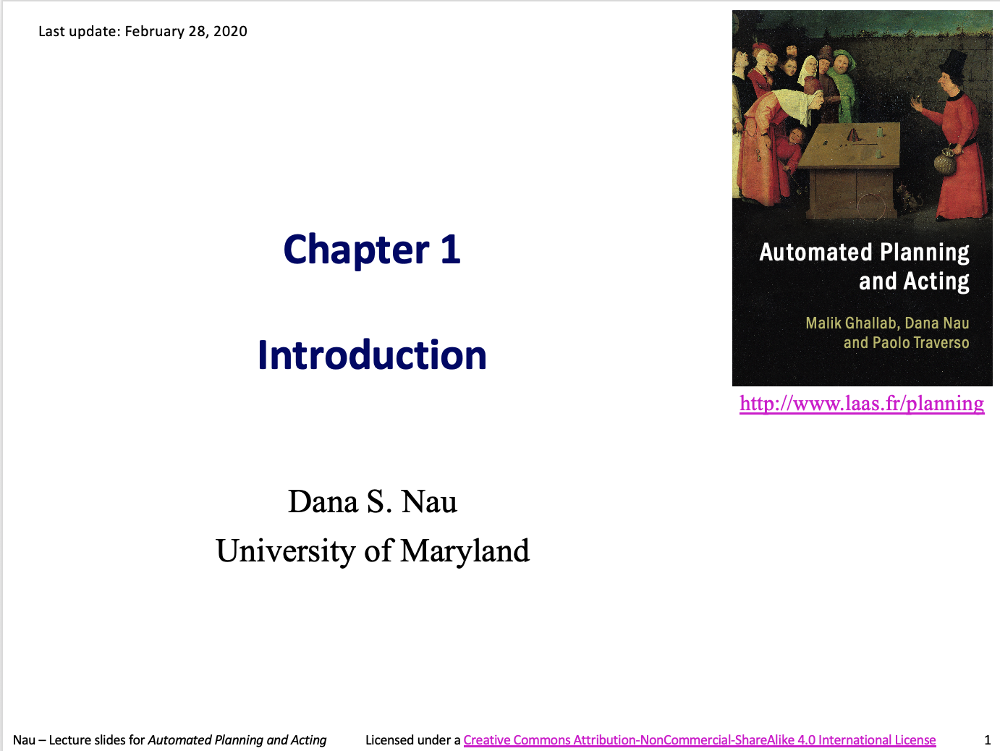 Last update: February 28, 2020
Chapter 1
Introduction
Dana S. Nau
University of Maryland
Automated Planning
and Acting
Malik Ghallab, Dana Nau
and Paolo Traverso
http://www.laas.fr/planning
Nau – Lecture slides for Automated Planning and Acting
Licensed under a Creative Commons Attribution-NonCommercial-ShareAlike 4.0 International License
1